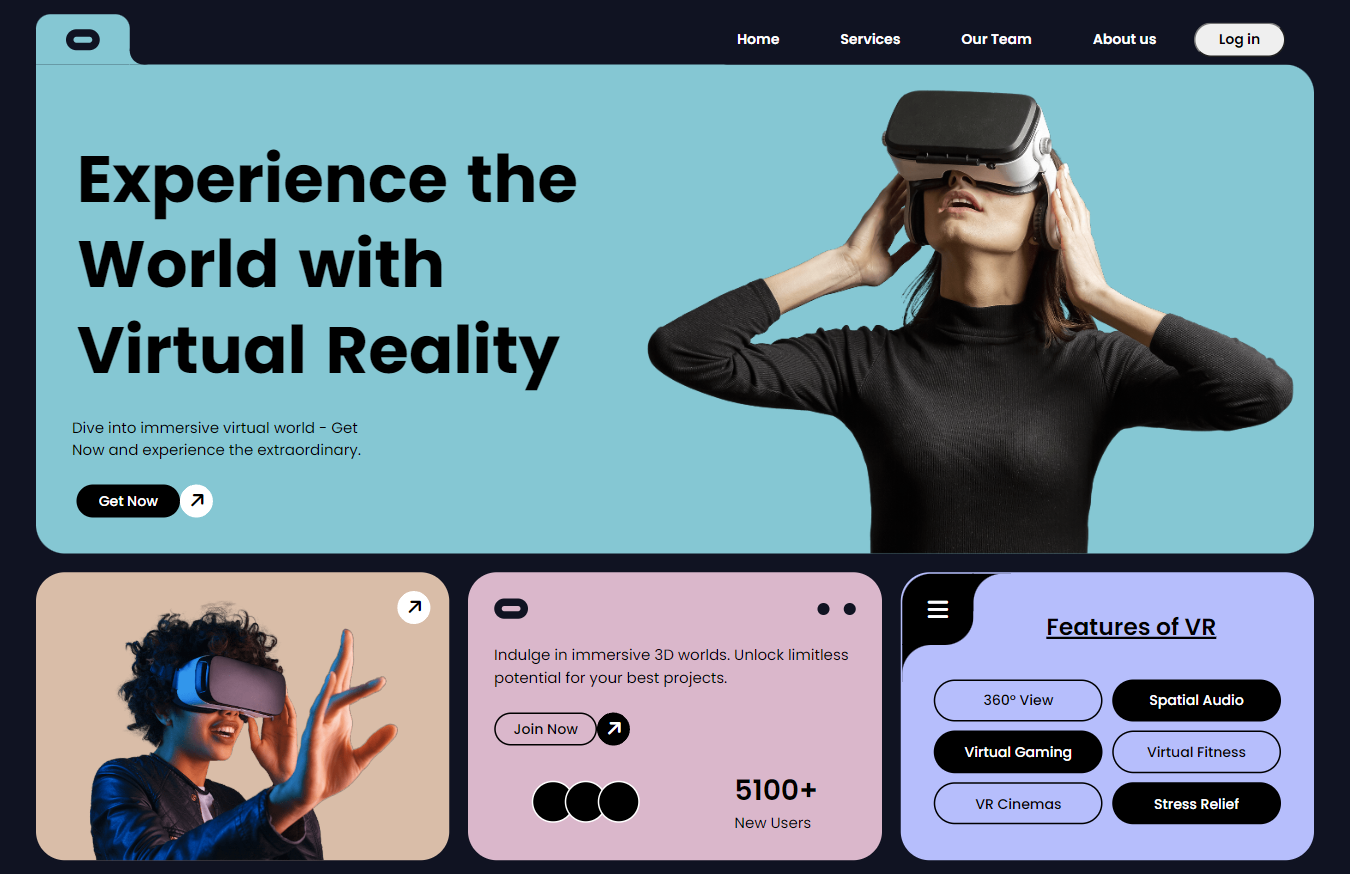 Home Services Our Team About us Log in
Experience the
World with
Virtual Reality
Dive into immersive virtual world - Get
Now and experience the extraordinary.
Get Now
Indulge in immersive 3D worlds. Unlock limitless
potential for your best projects.
Join Now
5100+
New Users
Features of VR
360° View Spatial Audio
Virtual Gaming Virtual Fitness
VR Cinemas Stress Relief